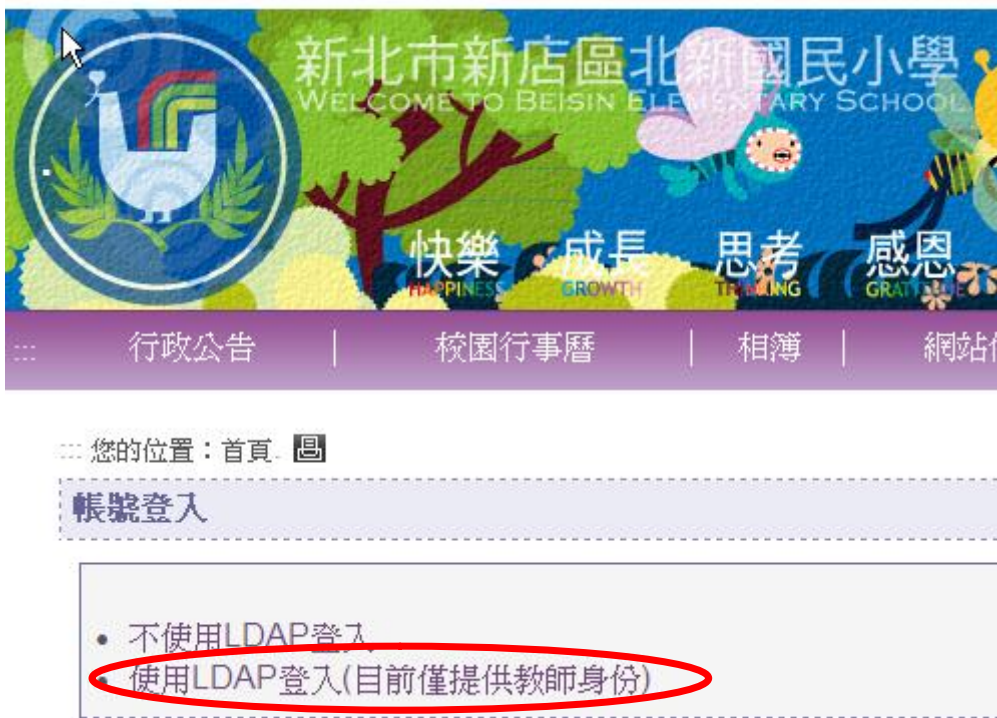 新北市新店區北新國民小學
WELCOME TO BEISIN ELEMENTARY SCHOOL
快樂 成長 思考 感恩
HAPPINESS GROWTH THINKING GRATITUDE
::: 行政公告 | 校園行事曆 | 相簿 | 網站
::: 您的位置：首頁
帳號登入
• 不使用LDAP登入
• 使用LDAP登入(目前僅提供教師身份)